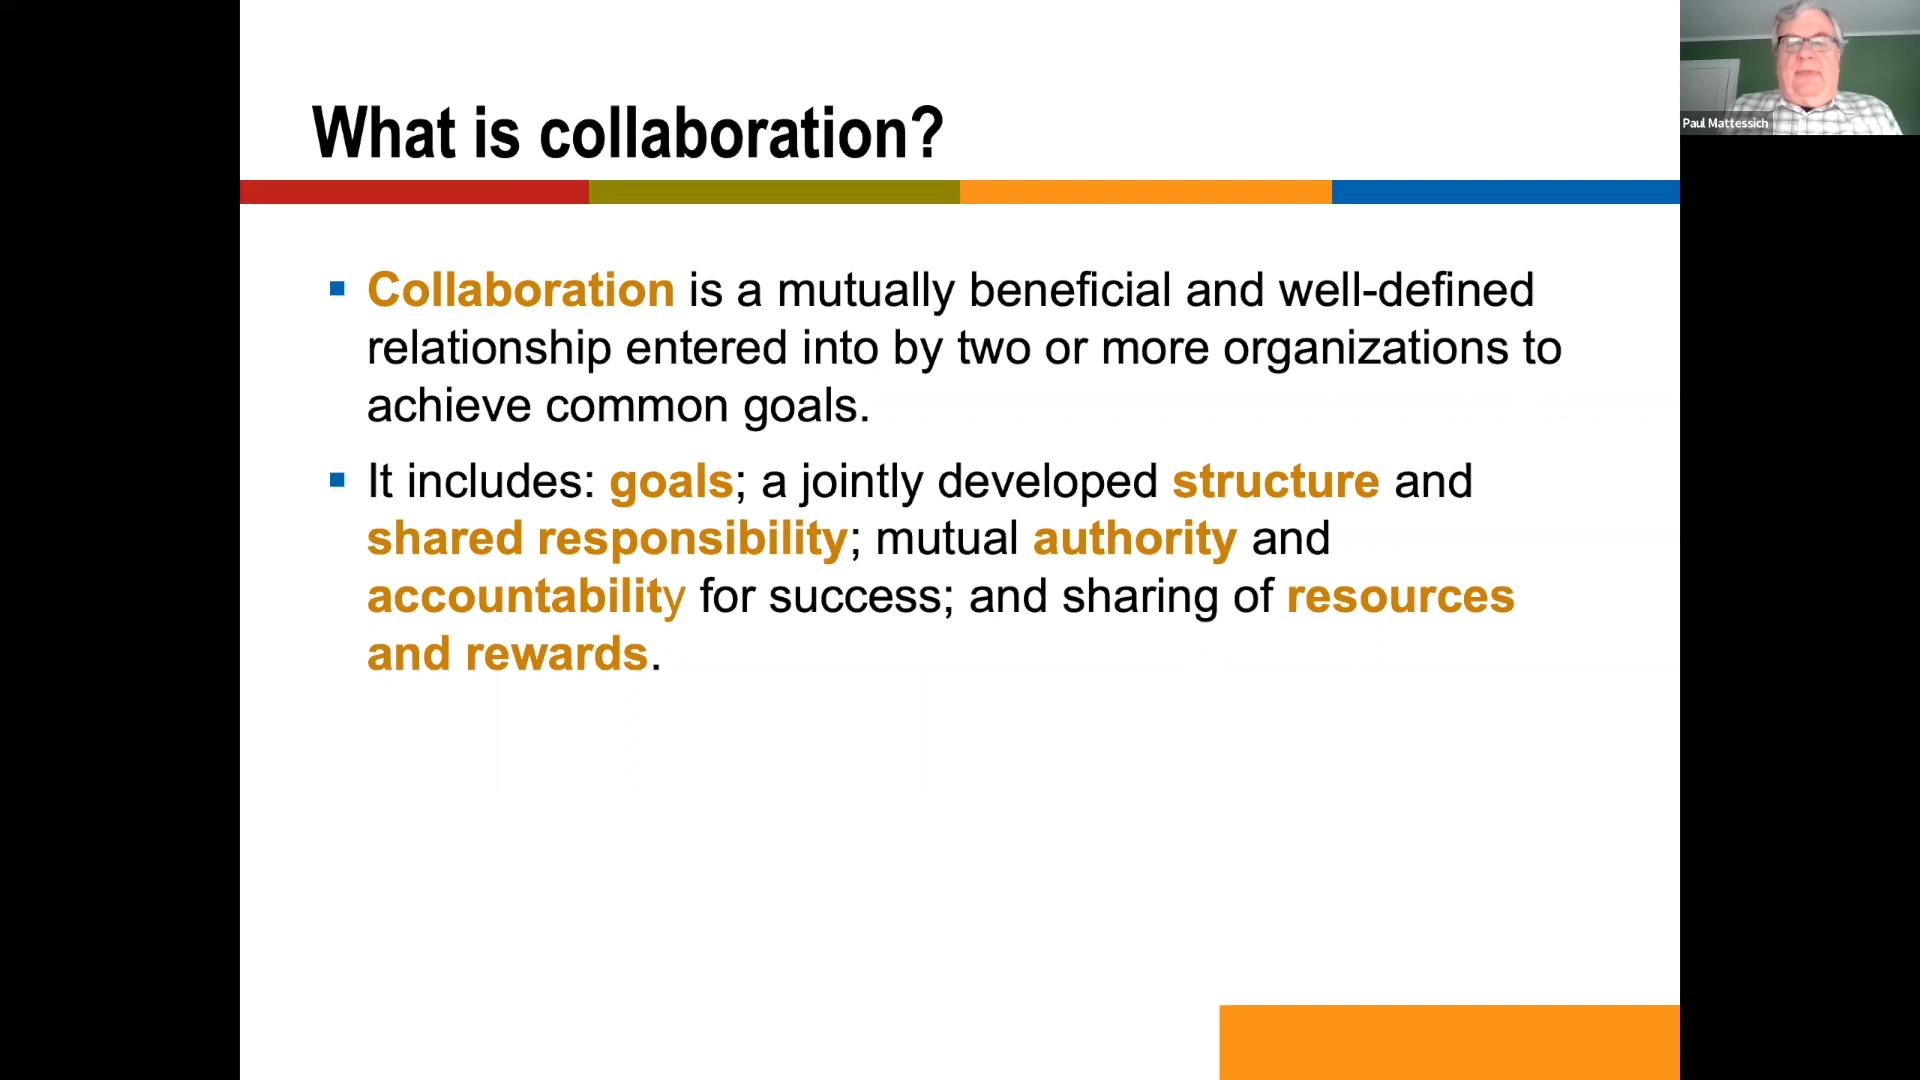 What is collaboration?
Paul Mattessich
▪ Collaboration is a mutually beneficial and well-defined
relationship entered into by two or more organizations to
achieve common goals.
▪ It includes: goals; a jointly developed structure and
shared responsibility; mutual authority and
accountability for success; and sharing of resources
and rewards.